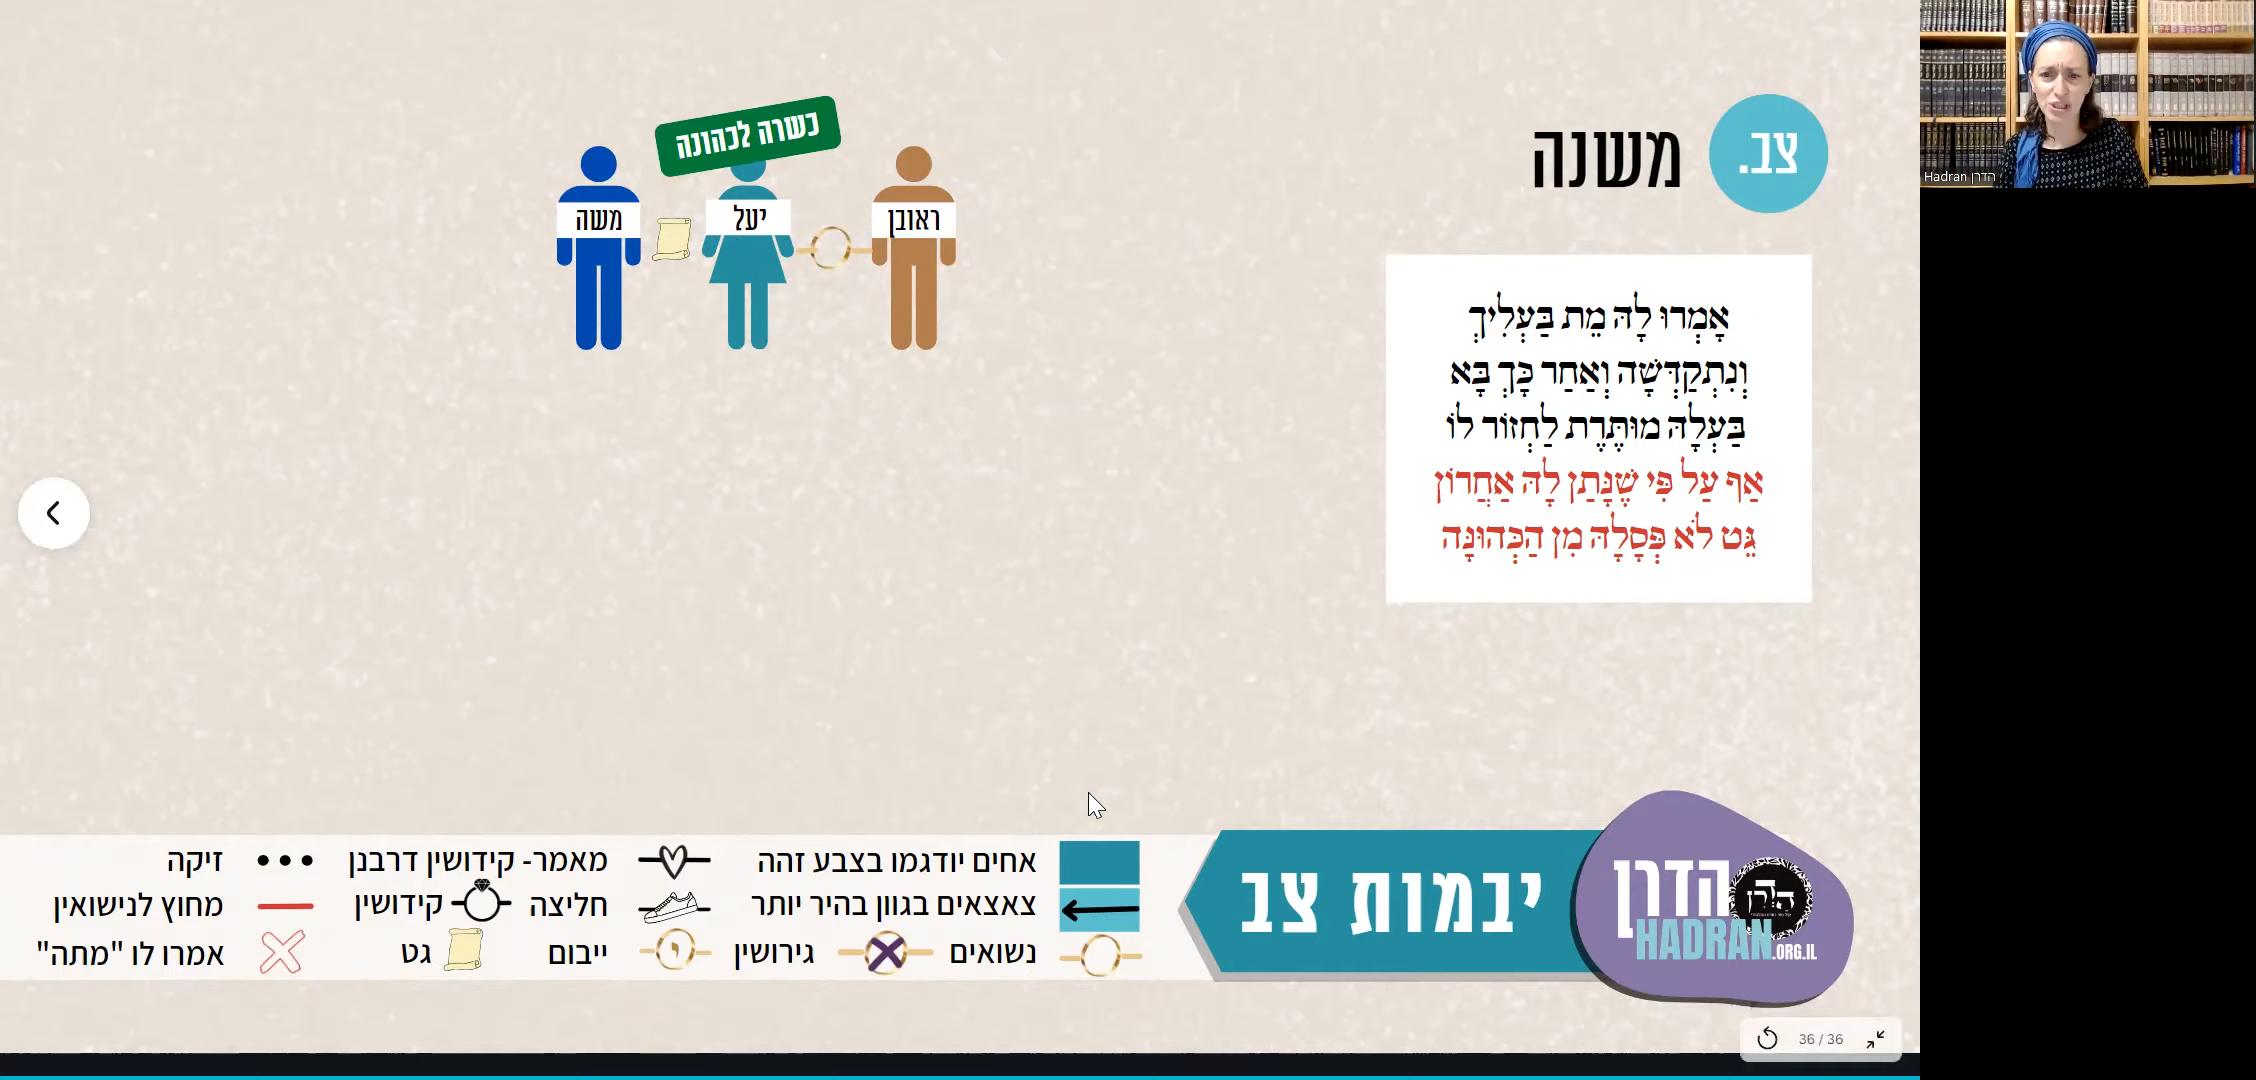 צב.
משנה
כשרה לכהונה
ראובן
יעל
משה
אָמְרוּ לָהּ מֵת בַּעְלִיךְ
וְנִתְקַדְּשָׁה וְאַחַר כָּךְ בָּא
בַּעְלָהּ מוּתֶּרֶת לַחְזוֹר לוֹ
אַף עַל פִּי שֶׁנָּתַן לָהּ אַחֲרוֹן
גֵּט לֹא פְּסָלָהּ מִן הַכְּהוּנָּה
Hadran הדרן
הדרן
HADRAN.ORG.IL
יבמות צב
אחים יודגמו בצבע זהה
צאצאים בגוון בהיר יותר
נשואים
גירושין
מאמר- קידושין דרבנן
חליצה
קידושין
ייבום
י
גט
זיקה
מחוץ לנישואין
אמרו לו "מתה"
36 / 36